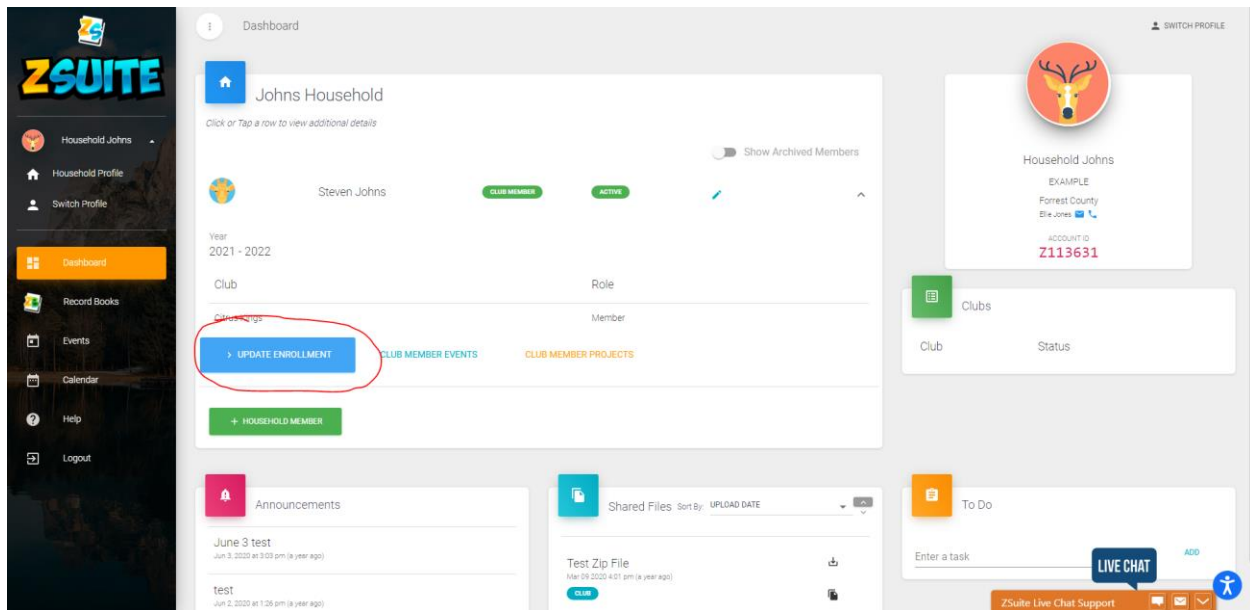 ZSUITE
Household Johns
Household Profile
Switch Profile
Dashboard
Record Books
Events
Calendar
Help
Logout
Dashboard
SWITCH PROFILE
Johns Household
Click or Tap a row to view additional details
Show Archived Members
Steven Johns CLUB MEMBER ACTIVE
Year
2021 - 2022
Club Role
Member
> UPDATE ENROLLMENT CLUB MEMBER EVENTS CLUB MEMBER PROJECTS
+ HOUSEHOLD MEMBER
Household Johns
EXAMPLE
Forrest County
Elle Jones
ACCOUNT ID
Z113631
Clubs
Club Status
Announcements
June 3 test
Jun 3, 2020 at 3:03 pm (a year ago)
test
Jun 2, 2020 at 1:26 pm (a year ago)
Shared Files Sort By: UPLOAD DATE
Test Zip File
Mar 09 2020 4:01 pm (a year ago)
CLUB
To Do
Enter a task ADD
LIVE CHAT
ZSuite Live Chat Support